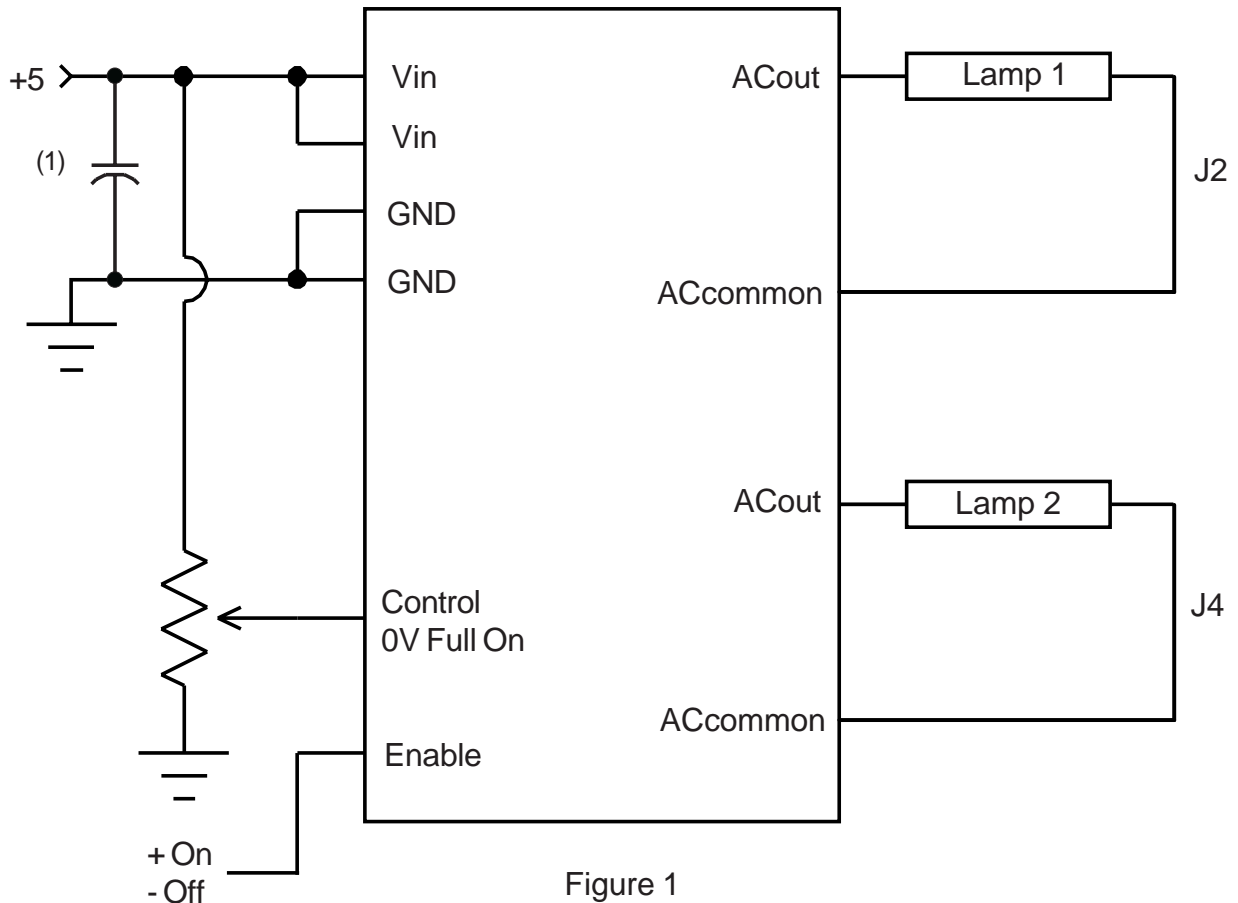 +5
(1)
Vin
Vin
GND
GND
Control
0V Full On
Enable
+ On
- Off
ACout
Lamp 1
J2
ACcommon
ACout
Lamp 2
J4
ACcommon
Figure 1